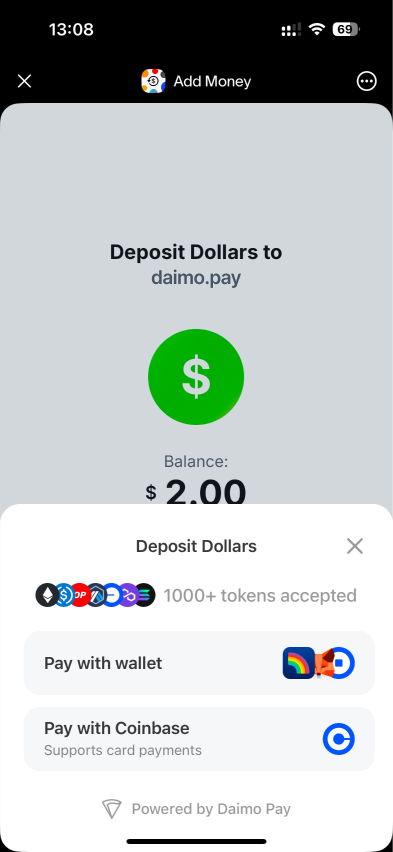 13:08
69
Add Money
Deposit Dollars to
daimo.pay
$
Balance:
$ 2.00
Deposit Dollars
OP
1000+ tokens accepted
Pay with wallet
Pay with Coinbase
Supports card payments
Powered by Daimo Pay